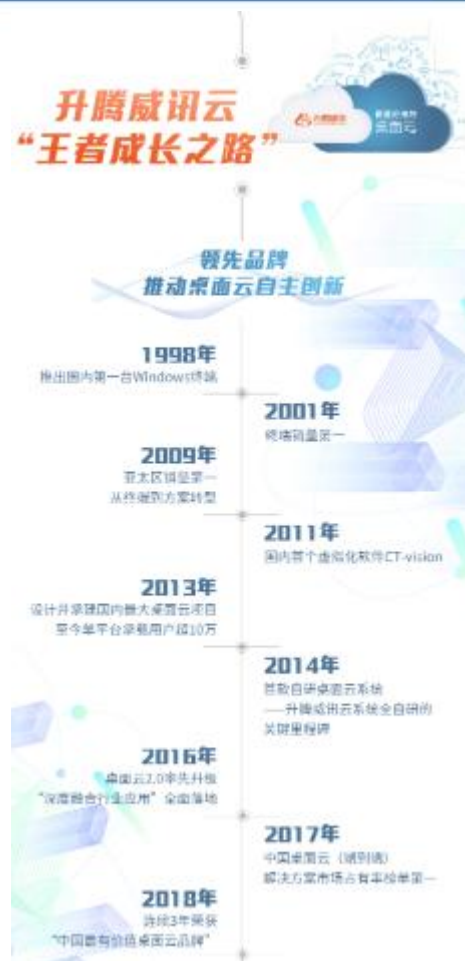 升腾威讯云
“王者成长之路”
升腾威讯云
桌面云
领先品牌
推动桌面云自主创新
1998年
推出国内第一台Windows终端
2001年
终端销量第一
2009年
亚太区销量第一
从终端到方案转型
2011年
国内首个虚拟化软件CT-vision
2013年
设计并承建国内最大桌面云项目
至今单平台承载用户超10万
2014年
首款自研桌面云系统
——升腾威讯云系统全自研的
关键里程碑
2016年
桌面云2.0率先升级
“深度融合行业应用”全面落地
2017年
中国桌面云（端到端）
解决方案市场占有率榜单第一
2018年
连续3年荣获
“中国最有价值桌面云品牌”